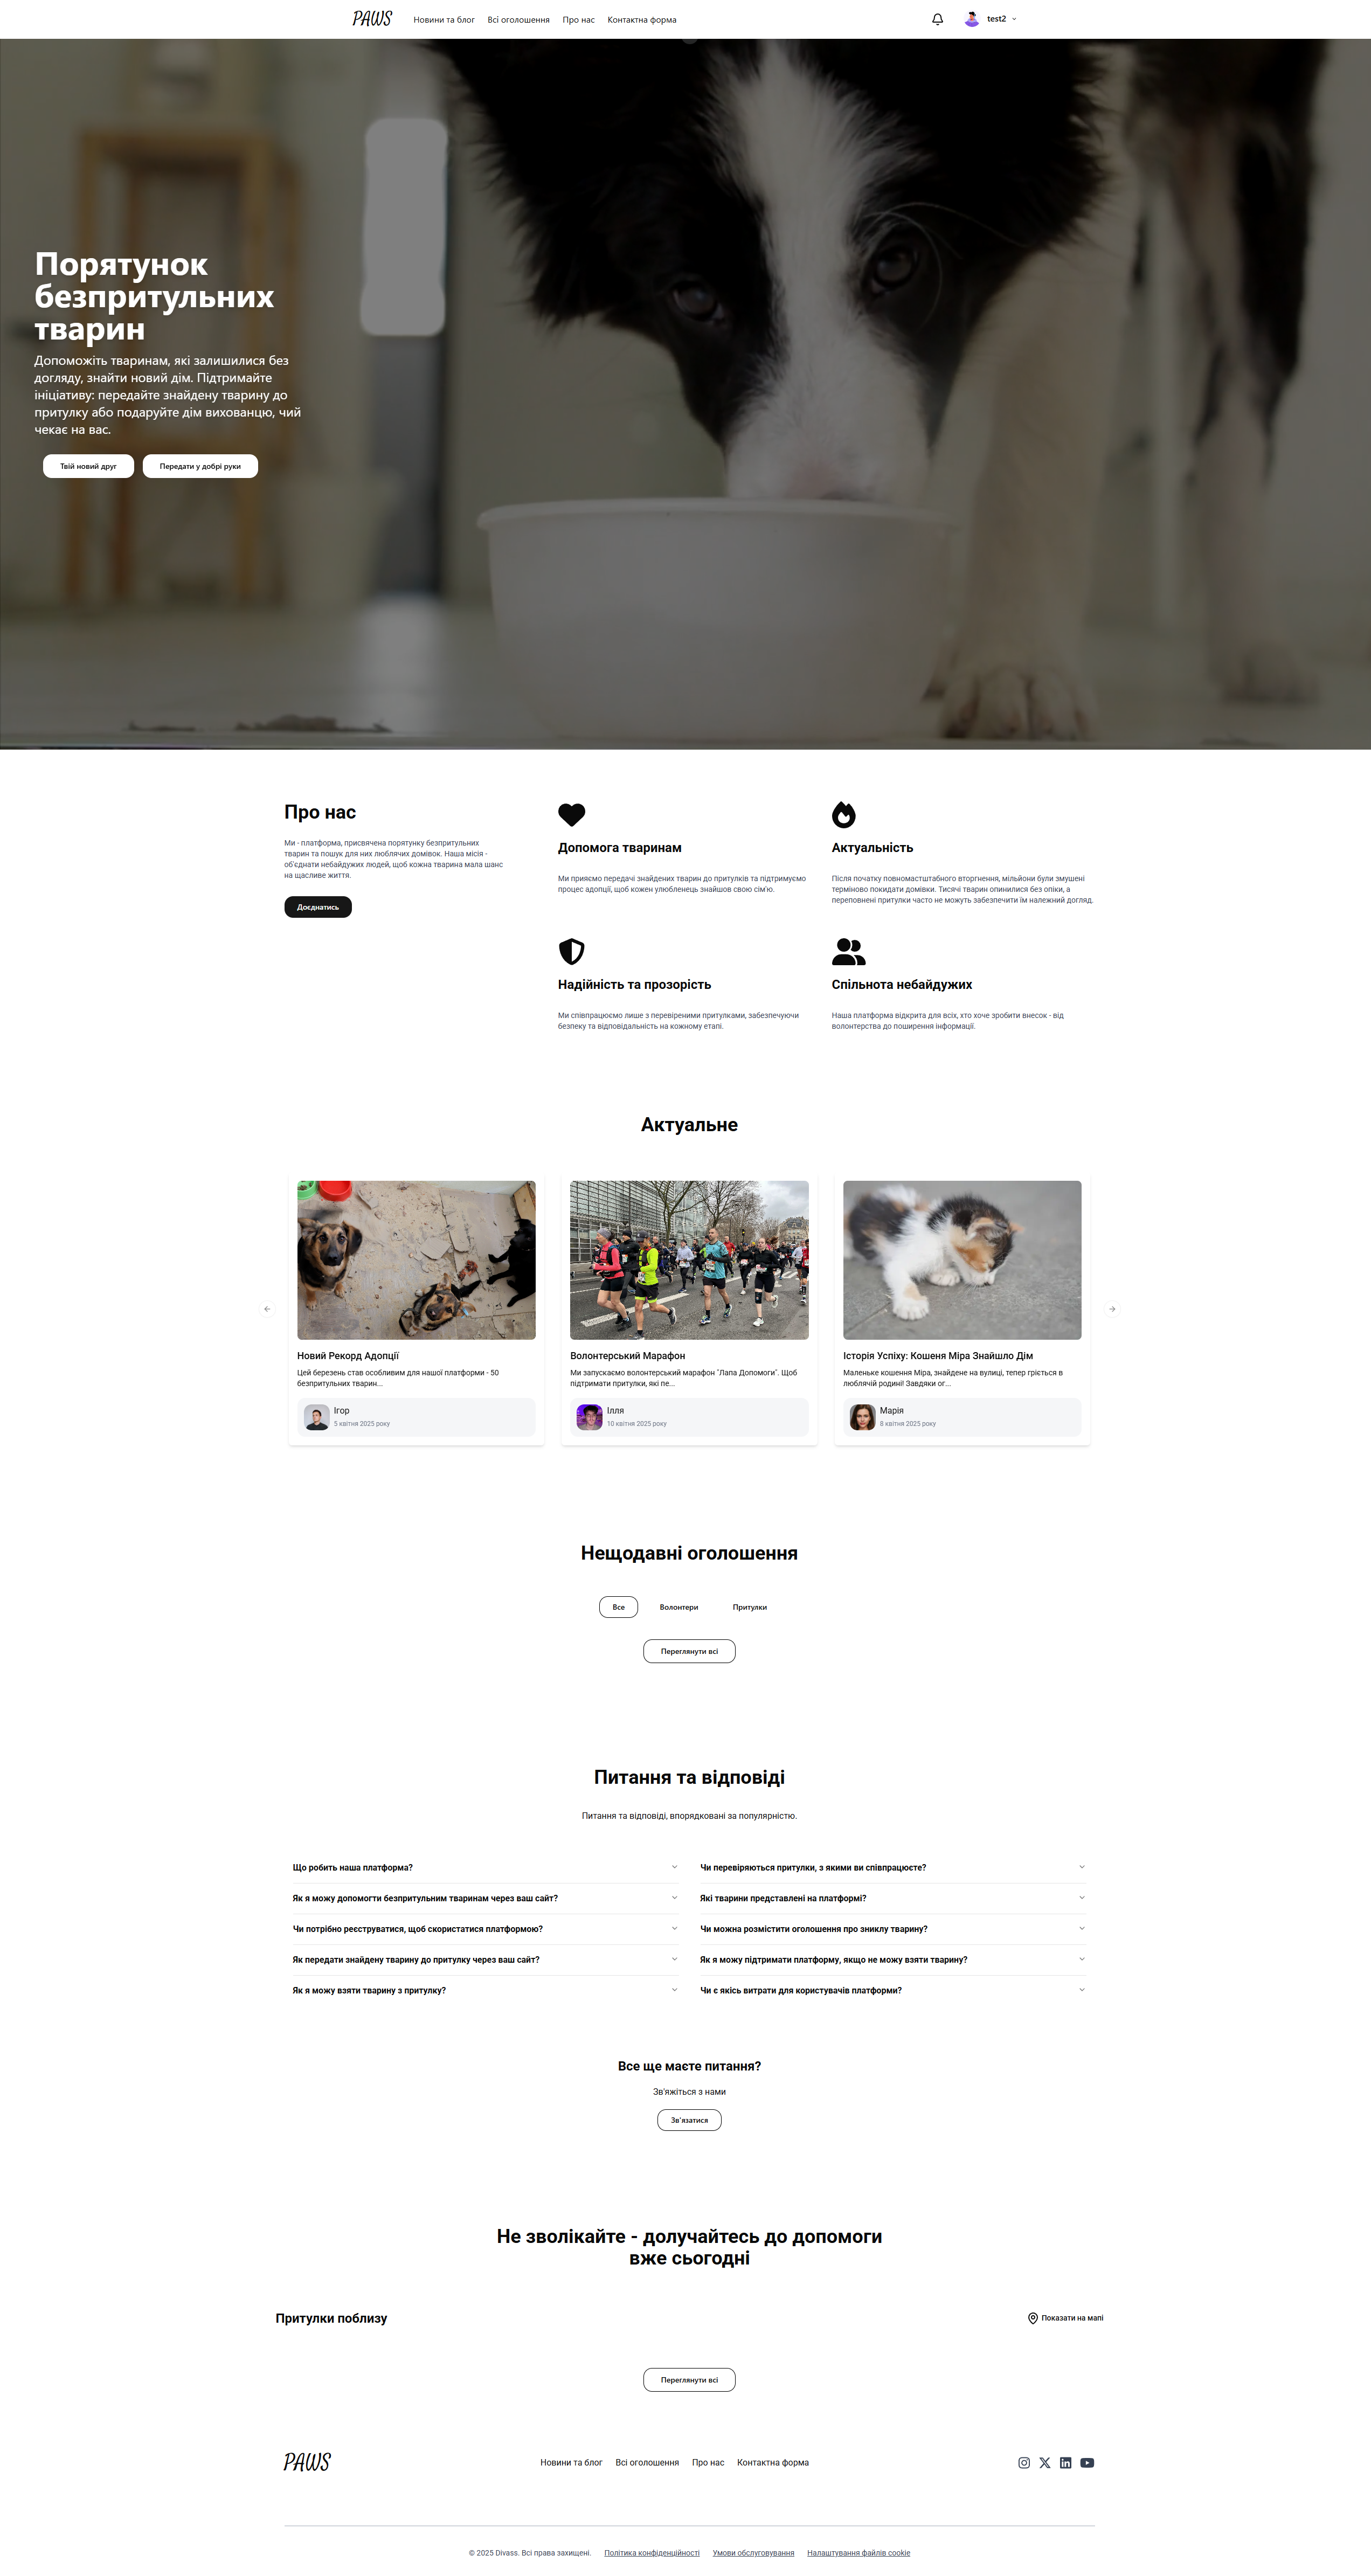 PAWS
Новини та блог
Всі оголошення
Про нас
Контактна форма
test2
Порятунок
безпритульних
тварин
Допоможіть тваринам, які залишилися без
догляду, знайти новий дім. Підтримайте
ініціативу: передайте знайдену тварину до
притулку або подаруйте дім вихованцю, чий
чекає на вас.
Твій новий друг
Передати у добрі руки
Про нас
Ми - платформа, присвячена порятунку безпритульних
тварин та пошук для них люблячих домівок. Наша місія -
об'єднати небайдужих людей, щоб кожна тварина мала шанс
на щасливе життя.
Доєднатись
Допомога тваринам
Ми прияємо передачі знайдених тварин до притулків та підтримуємо
процес адопції, щоб кожен улюбленець знайшов свою сім'ю.
Актуальність
Після початку повномасштабного вторгнення, мільйони були змушені
терміново покидати домівки. Тисячі тварин опинилися без опіки, а
переповнені притулки часто не можуть забезпечити їм належний догляд.
Надійність та прозорість
Ми співпрацюємо лише з перевіреними притулками, забезпечуючи
безпеку та відповідальність на кожному етапі.
Спільнота небайдужих
Наша платформа відкрита для всіх, хто хоче зробити внесок - від
волонтерства до поширення інформації.
Актуальне
Новий Рекорд Адопції
Цей березень став особливим для нашої платформи - 50
безпритульних тварин...
Ігор
5 квітня 2025 року
Волонтерський Марафон
Ми запускаємо волонтерський марафон "Лапа Допомоги". Щоб
підтримати притулки, які пе...
Ілля
10 квітня 2025 року
Історія Успіху: Кошеня Міра Знайшло Дім
Маленьке кошення Міра, знайдене на вулиці, тепер гріється в
люблячій родині! Завдяки ог...
Марія
8 квітня 2025 року
Нещодавні оголошення
Все
Волонтери
Притулки
Переглянути всі
Питання та відповіді
Питання та відповіді, впорядковані за популярністю.
Що робить наша платформа?
Як я можу допомогти безпритульним тваринам через ваш сайт?
Чи потрібно реєструватися, щоб скористатися платформою?
Як передати знайдену тварину до притулку через ваш сайт?
Як я можу взяти тварину з притулку?
Чи перевіряються притулки, з якими ви співпрацюєте?
Які тварини представлені на платформі?
Чи можна розмістити оголошення про зниклу тварину?
Як я можу підтримати платформу, якщо не можу взяти тварину?
Чи є якісь витрати для користувачів платформи?
Все ще маєте питання?
Зв'яжіться з нами
Зв'язатися
Не зволікайте - долучайтесь до допомоги
вже сьогодні
Притулки поблизу
Показати на мапі
Переглянути всі
PAWS
Новини та блог
Всі оголошення
Про нас
Контактна форма
© 2025 Divass. Всі права захищені.
Політика конфіденційності
Умови обслуговування
Налаштування файлів cookie